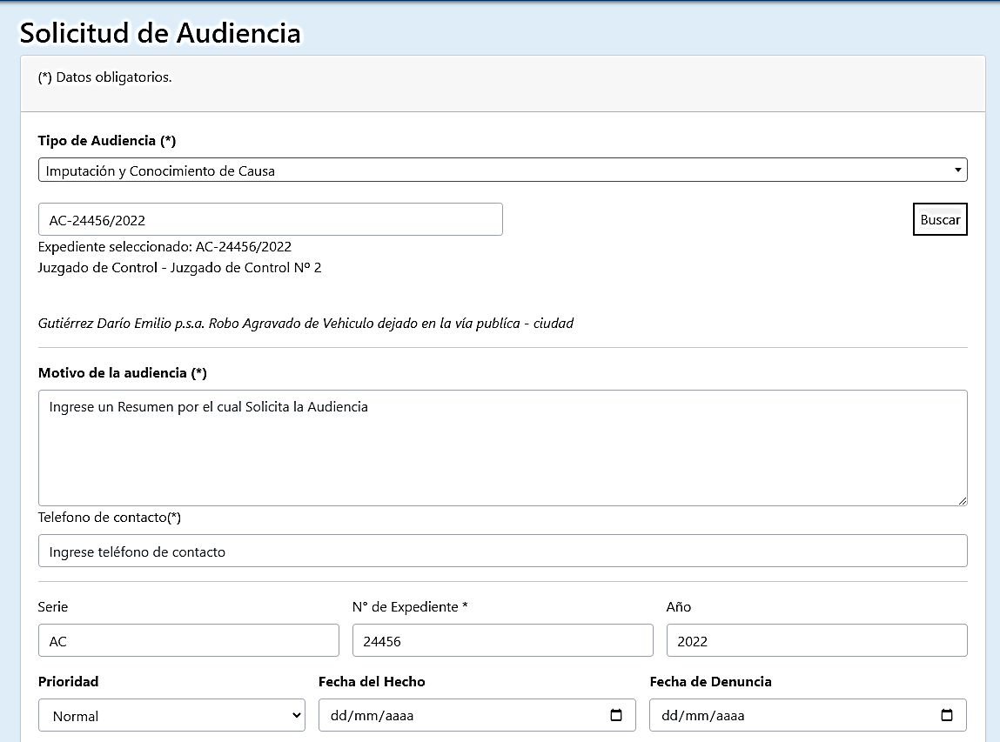 Solicitud de Audiencia
(*) Datos obligatorios.
Tipo de Audiencia (*)
Imputación y Conocimiento de Causa
AC-24456/2022 Buscar
Expediente seleccionado: AC-24456/2022
Juzgado de Control - Juzgado de Control Nº 2
Gutiérrez Darío Emilio p.s.a. Robo Agravado de Vehiculo dejado en la vía publíca - ciudad
Motivo de la audiencia (*)
Ingrese un Resumen por el cual Solicita la Audiencia
Telefono de contacto(*)
Ingrese teléfono de contacto
Serie N° de Expediente * Año
AC 24456 2022
Prioridad Fecha del Hecho Fecha de Denuncia
Normal dd/mm/aaaa dd/mm/aaaa